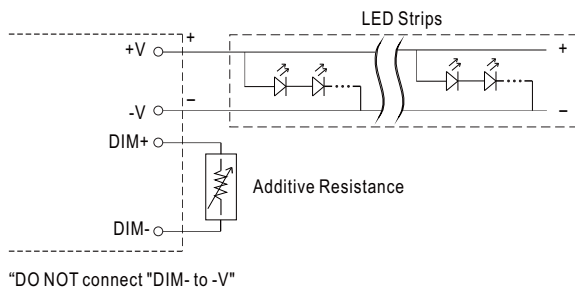 LED Strips
+V
+
+
-V
−
−
DIM+
Additive Resistance
DIM-
“DO NOT connect "DIM- to -V"